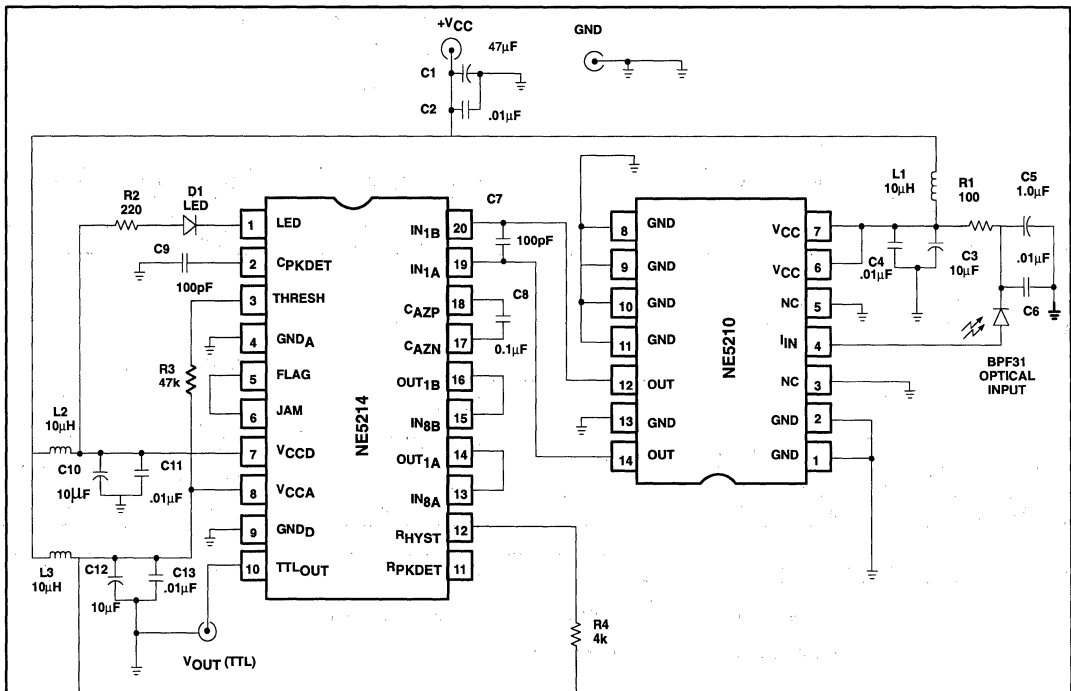 +VCC
GND
47µF
C1
C2
.01µF
L1
10µH
R1
100
C5
1.0µF
R2
220
D1
LED
C9
100pF
R3
47k
L2
10µH
C10
10µF
C11
.01µF
L3
10µH
C12
10µF
C13
.01µF
VOUT (TTL)
NE5214
1
LED
2
CPKDET
3
THRESH
4
GNDA
5
FLAG
6
JAM
7
VCCD
8
VCCA
9
GNDD
10
TTLOUT
IN1B
20
IN1A
19
CAZP
18
CAZN
17
OUT1B
16
IN8B
15
OUT1A
14
IN8A
13
RHYST
12
RPKDET
11
C7
100pF
C8
0.1µF
R4
4k
NE5210
8
GND
9
GND
10
GND
11
GND
12
OUT
13
GND
14
OUT
VCC
7
VCC
6
NC
5
IIN
4
NC
3
GND
2
GND
1
C4
.01µF
C3
10µF
.01µF
C6
BPF31
OPTICAL
INPUT